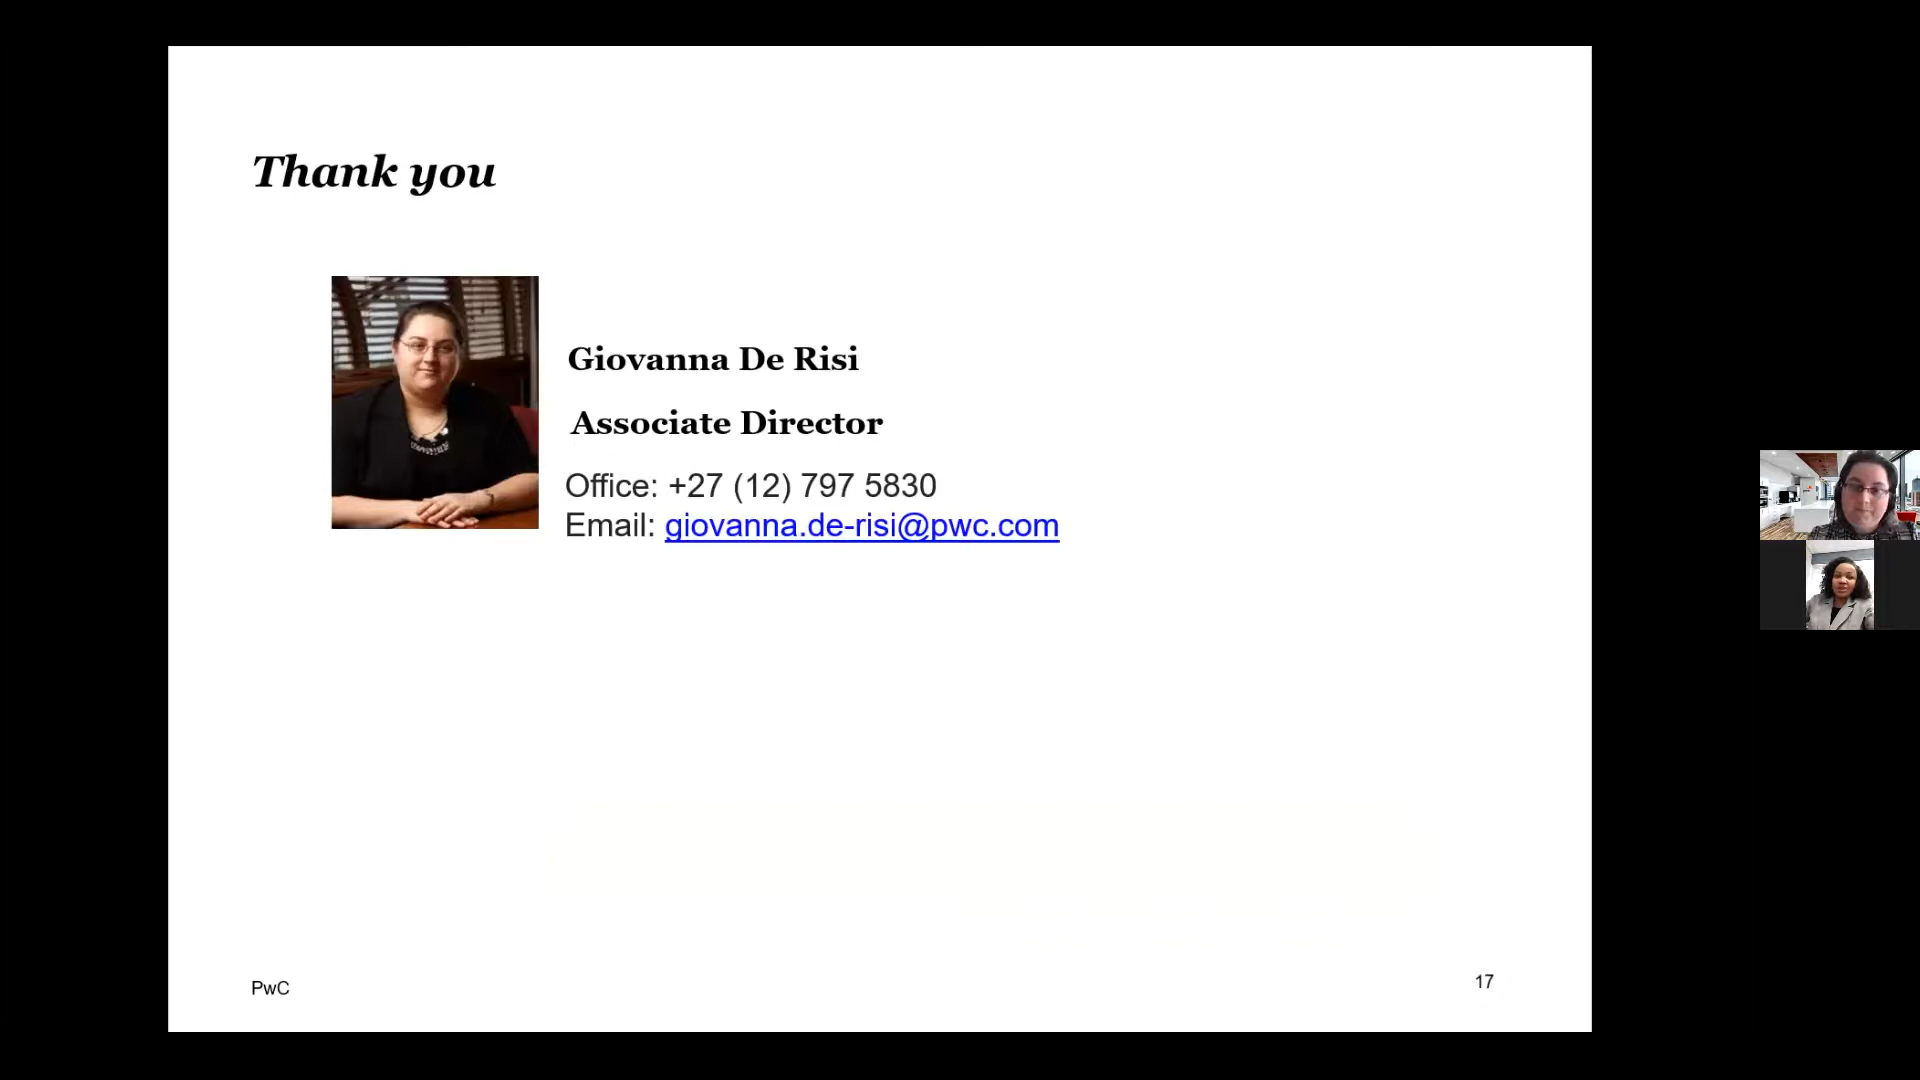 Thank you
Giovanna De Risi
Associate Director
Office: +27 (12) 797 5830
Email: giovanna.de-risi@pwc.com
PwC
17